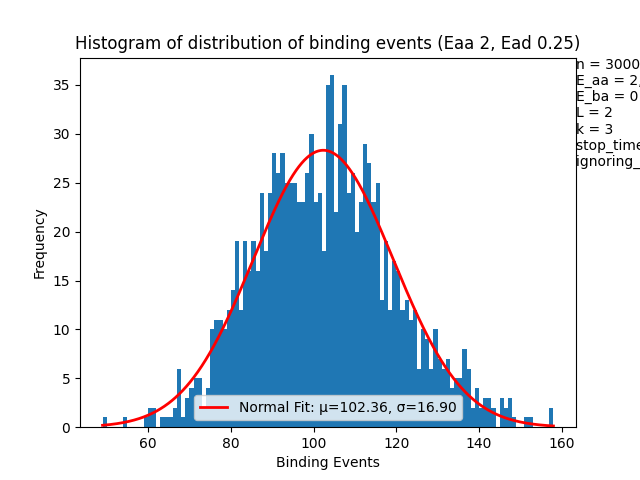 Histogram of distribution of binding events (Eaa 2, Ead 0.25)
n = 3000
E_aa = 2,
E_ba = 0
L = 2
k = 3
stop_time
ignoring_
Frequency
35
30
25
20
15
10
5
0
Normal Fit: μ=102.36, σ=16.90
60 80 100 120 140 160
Binding Events